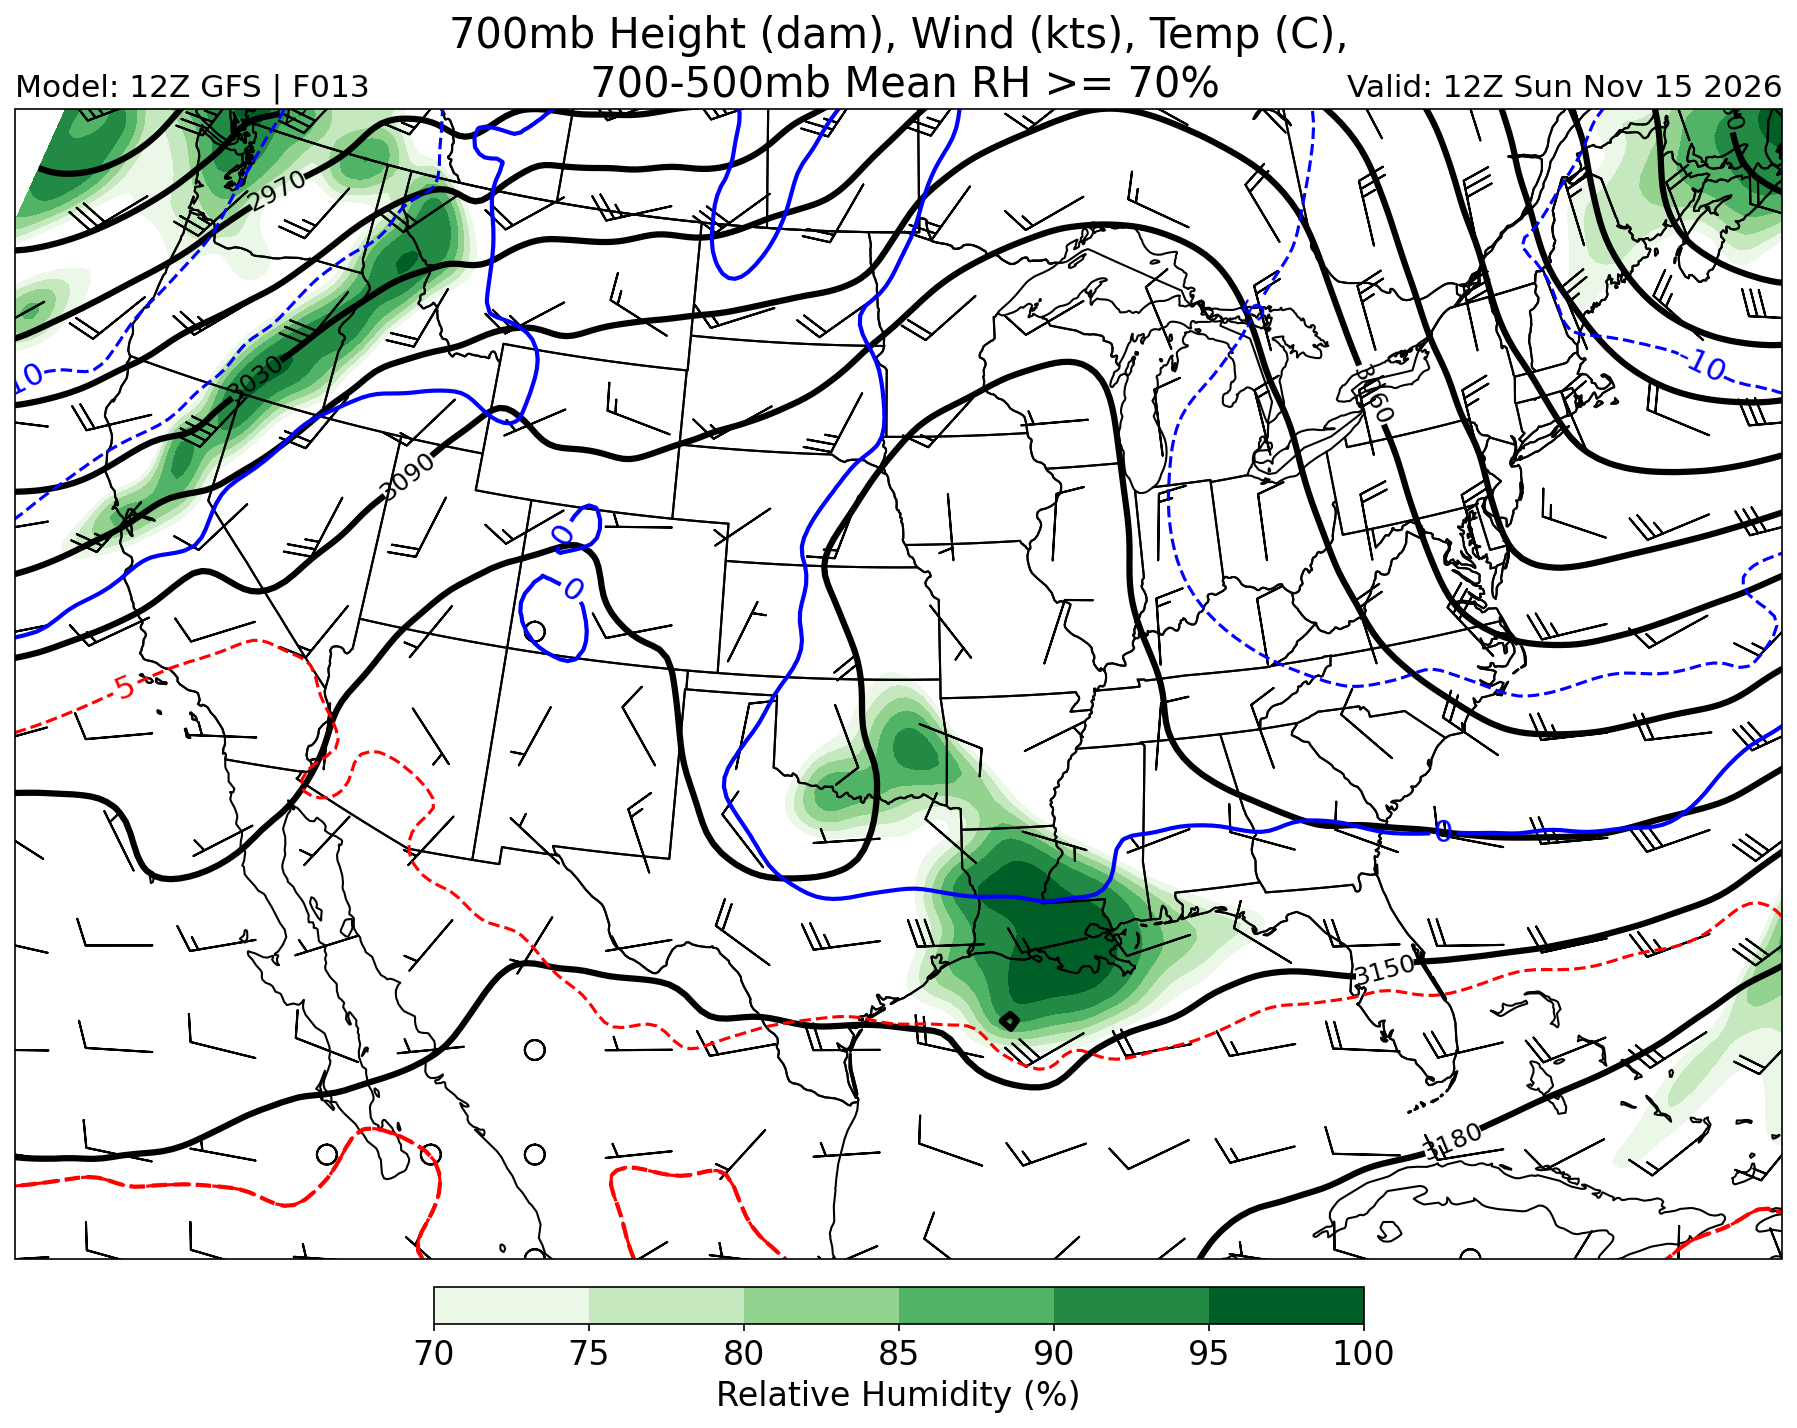 700mb Height (dam), Wind (kts), Temp (C),
700-500mb Mean RH >= 70%
Model: 12Z GFS | F013
Valid: 12Z Sun Nov 15 2026
2970
3030
-10
5
3060
-10
3090
0
0
-5
0
3150
3180
70 75 80 85 90 95 100
Relative Humidity (%)